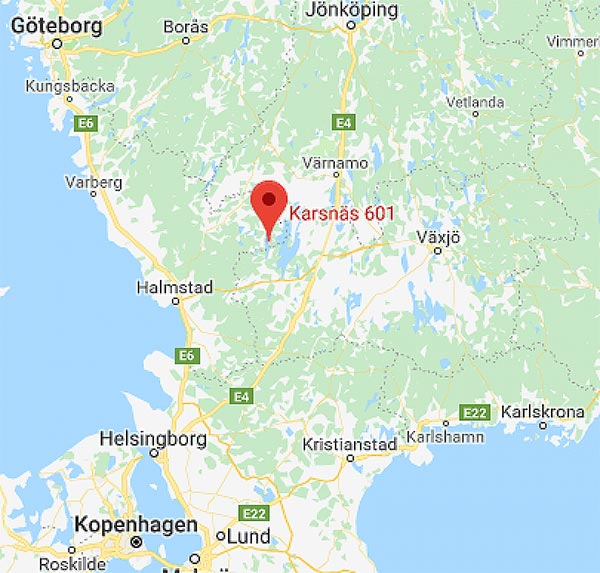 Jönköping
Göteborg
Borås
Vimmer
Kungsbacka
Vetlanda
E6
E4
Värnamo
Varberg
Karsnäs 601
Växjö
Halmstad
E6
E4
E22
Karlskrona
Karlshamn
Helsingborg
Kristianstad
E22
Kopenhagen
Lund
Roskilde